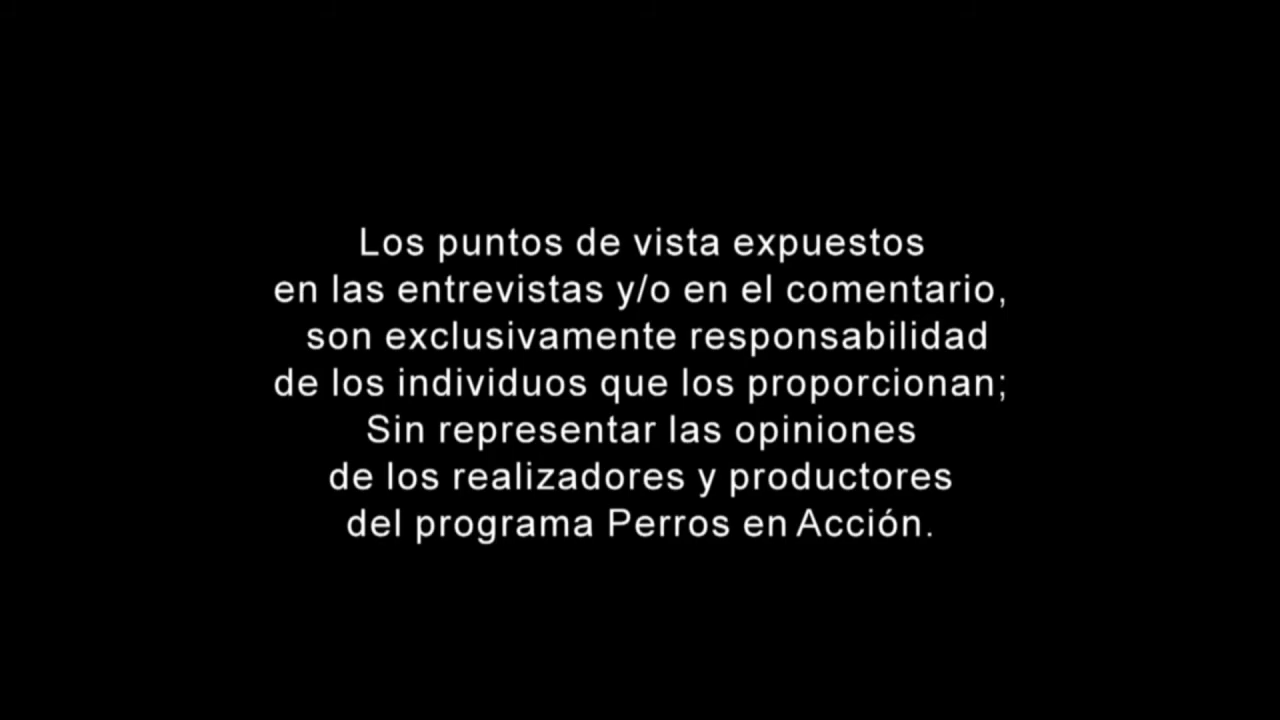 Los puntos de vista expuestos
en las entrevistas y/o en el comentario,
son exclusivamente responsabilidad
de los individuos que los proporcionan;
Sin representar las opiniones
de los realizadores y productores
del programa Perros en Acción.